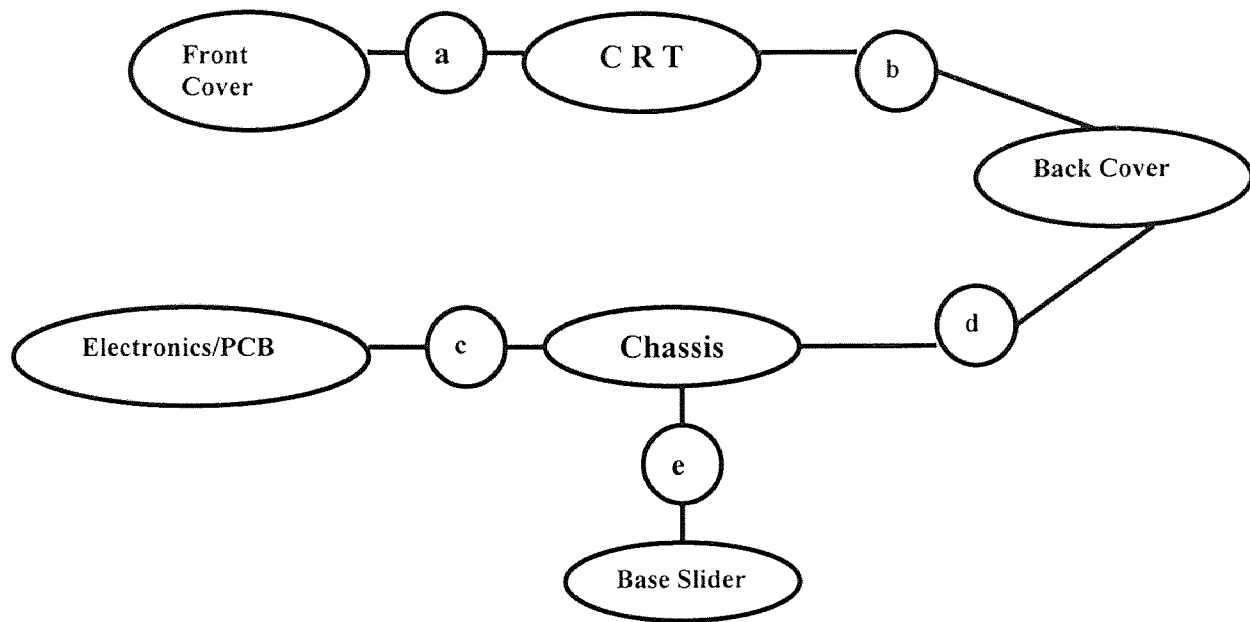 Front
Cover
a
C R T
b
Back Cover
Electronics/PCB
c
Chassis
d
e
Base Slider